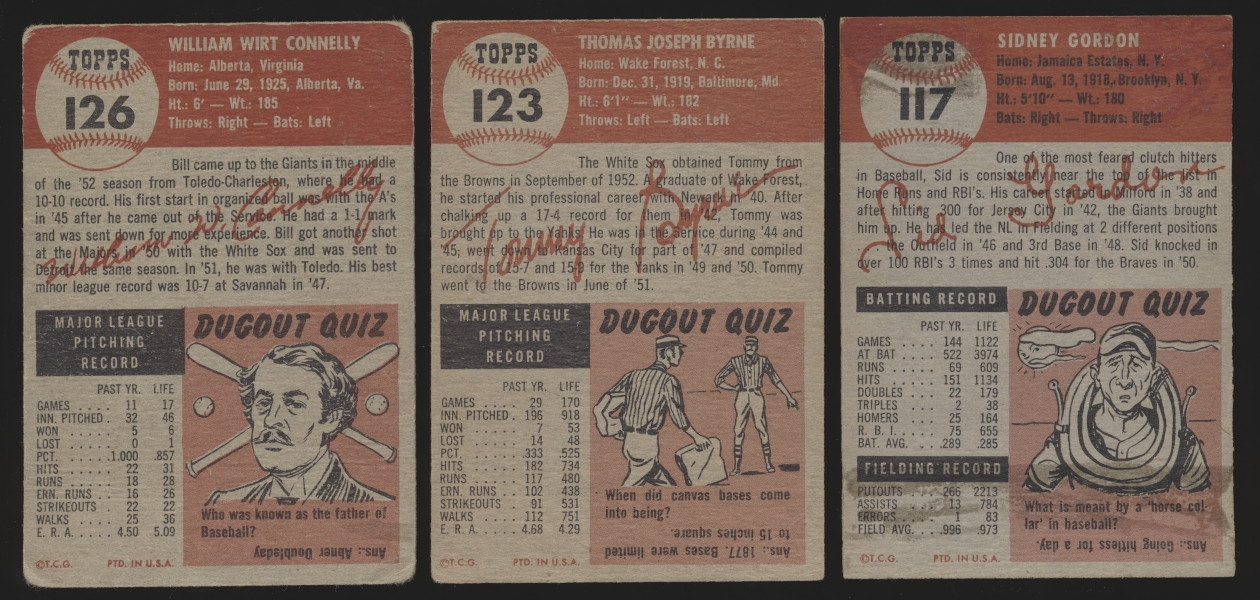 TOPPS
126
WILLIAM WIRT CONNELLY
Home: Alberta, Virginia
Born: June 29, 1925, Alberta, Va.
Ht.: 6' — Wt.: 185
Throws: Right — Bats: Left
Bill came up to the Giants in the middle
of the '52 season from Toledo-Charleston, where he had a
10-10 record. His first start in organized ball was with the A's
in '45 after he came out of the Service. He had a 1-1 mark
and was sent down for more experience. Bill got another shot
at the Majors in '50 with the White Sox and was sent to
Detroit the same season. In '51, he was with Toledo. His best
minor league record was 10-7 at Savannah in '47.
William W Connelly
MAJOR LEAGUE
PITCHING
RECORD
PAST YR. LIFE
GAMES .... 11 17
INN. PITCHED . 32 46
WON .... 5 6
LOST .... 0 1
PCT. .... 1.000 .857
HITS .... 22 31
RUNS .... 18 28
ERN. RUNS .. 16 26
STRIKEOUTS 22 22
WALKS .... 25 36
E. R. A. .... 4.50 5.09
DUGOUT QUIZ
Who was known as the father of
Baseball?
Ans.: Abner Doubleday
©T.C.G. PTD. IN U.S.A.
TOPPS
123
THOMAS JOSEPH BYRNE
Home: Wake Forest, N. C.
Born: Dec. 31, 1919, Baltimore, Md
Ht.: 6'1" — Wt.: 182
Throws: Left — Bats: Left
The White Sox obtained Tommy from
the Browns in September of 1952. A graduate of Wake Forest,
he started his professional career with Newark in '40. After
chalking up a 17-4 record for them in '42, Tommy was
brought up to the Yanks. He was in the Service during '44 and
'45; went down to Kansas City for part of '47 and compiled
records of 15-7 and 15-9 for the Yanks in '49 and '50. Tommy
went to the Browns in June of '51.
Tommy Byrne
MAJOR LEAGUE
PITCHING
RECORD
PAST YR. LIFE
GAMES .... 29 170
INN. PITCHED . 196 918
WON .... 7 53
LOST .... 14 48
PCT. .... .333 .525
HITS .... 182 734
RUNS .... 117 480
ERN. RUNS .. 102 438
STRIKEOUTS 91 531
WALKS .... 112 751
E. R. A. .... 4.68 4.29
DUGOUT QUIZ
When did canvas bases come
into being?
Ans.: 1877. Bases were limited
to 15 inches square.
©T.C.G. PTD. IN U.S.A.
TOPPS
117
SIDNEY GORDON
Home: Jamaica Estates, N. Y.
Born: Aug. 13, 1918, Brooklyn, N. Y.
Ht.: 5'10" — Wt.: 180
Bats: Right — Throws: Right
One of the most feared clutch hitters
in Baseball, Sid is consistently near the top of the NL in
Home Runs and RBI's. His career started in Milford in '38 and
after hitting .300 for Jersey City in '42, the Giants brought
him up. He has led the NL in Fielding at 2 different positions
the Outfield in '46 and 3rd Base in '48. Sid knocked in
over 100 RBI's 3 times and hit .304 for the Braves in '50.
Sid Gordon
BATTING RECORD
PAST YR. LIFE
GAMES .... 144 1122
AT BAT .... 522 3974
RUNS .... 69 609
HITS .... 151 1134
DOUBLES .. 22 179
TRIPLES .. 2 38
HOMERS .. 25 164
R. B. I. .... 75 655
BAT. AVG. .. .289 .285
FIELDING RECORD
PUTOUTS .. 266 2213
ASSISTS .. 13 784
ERRORS .. 1 83
FIELD AVG. . .996 .973
DUGOUT QUIZ
What is meant by a 'horse col-
lar' in baseball?
Ans.: Going hitless for a day.
©T.C.G. PTD. IN U.S.A.